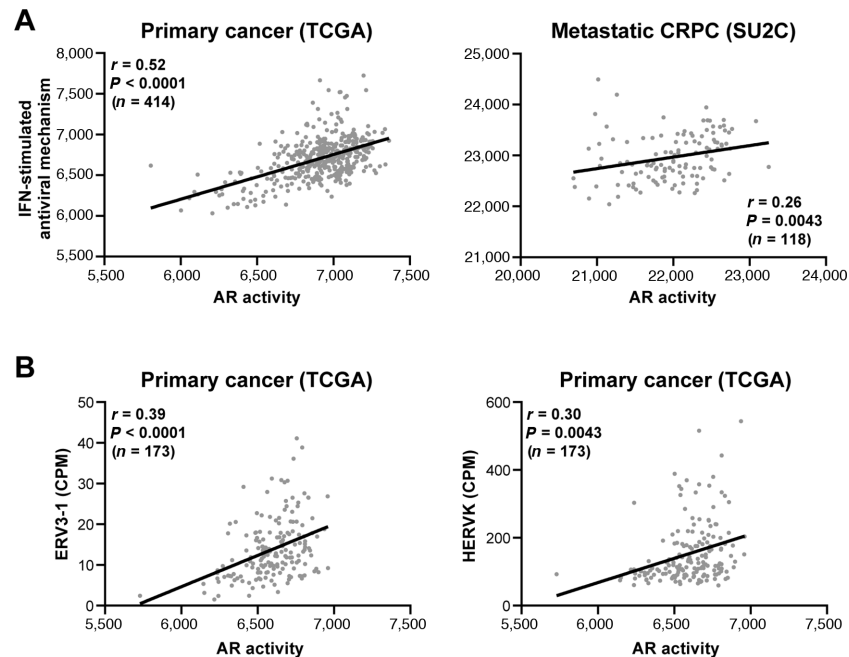 A
Primary cancer (TCGA)
IFN-stimulated
antiviral mechanism
8,000
7,500
7,000
6,500
6,000
5,500
r = 0.52
P < 0.0001
(n = 414)
5,500 6,000 6,500 7,000 7,500
AR activity
Metastatic CRPC (SU2C)
25,000
24,000
23,000
22,000
21,000
r = 0.26
P = 0.0043
(n = 118)
20,000 21,000 22,000 23,000 24,000
AR activity
B
Primary cancer (TCGA)
ERV3-1 (CPM)
50
40
30
20
10
0
r = 0.39
P < 0.0001
(n = 173)
5,500 6,000 6,500 7,000 7,500
AR activity
Primary cancer (TCGA)
HERVK (CPM)
600
400
200
0
r = 0.30
P = 0.0043
(n = 173)
5,500 6,000 6,500 7,000 7,500
AR activity